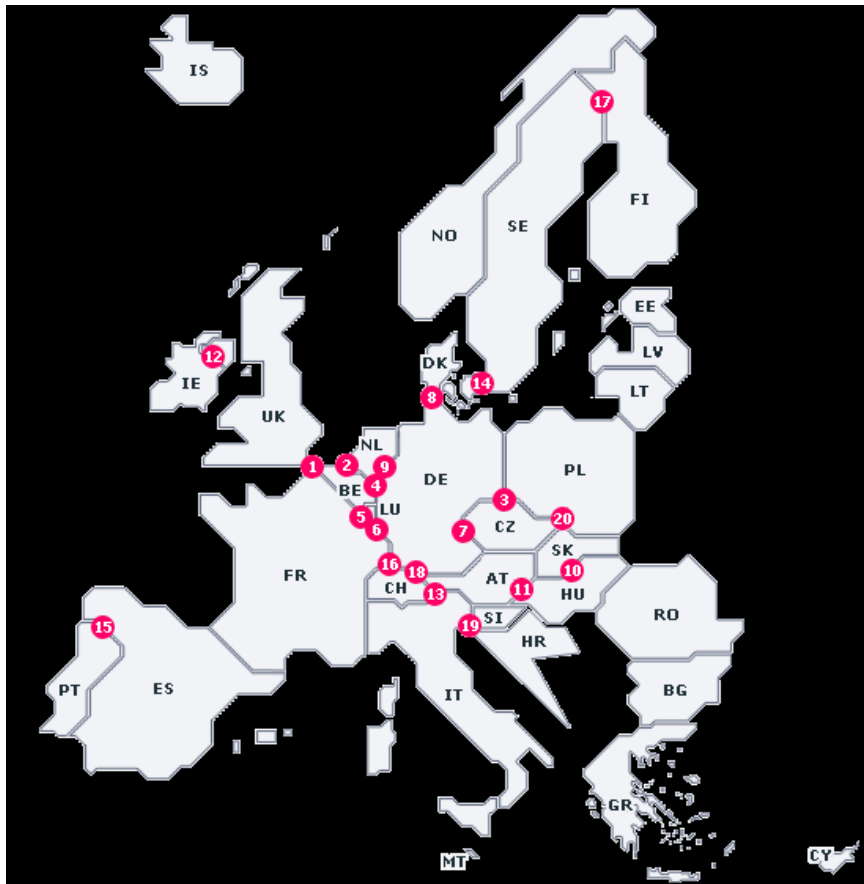 IS
17
FI
NO
SE
EE
12
DK
LV
14
IE
LT
8
UK
NL
1
2
9
DE
PL
4
BE
3
LU
5
20
6
7
CZ
SK
16
18
10
FR
AT
CH
11
HU
13
RO
SI
15
19
HR
PT
ES
IT
BG
GR
MT
CY